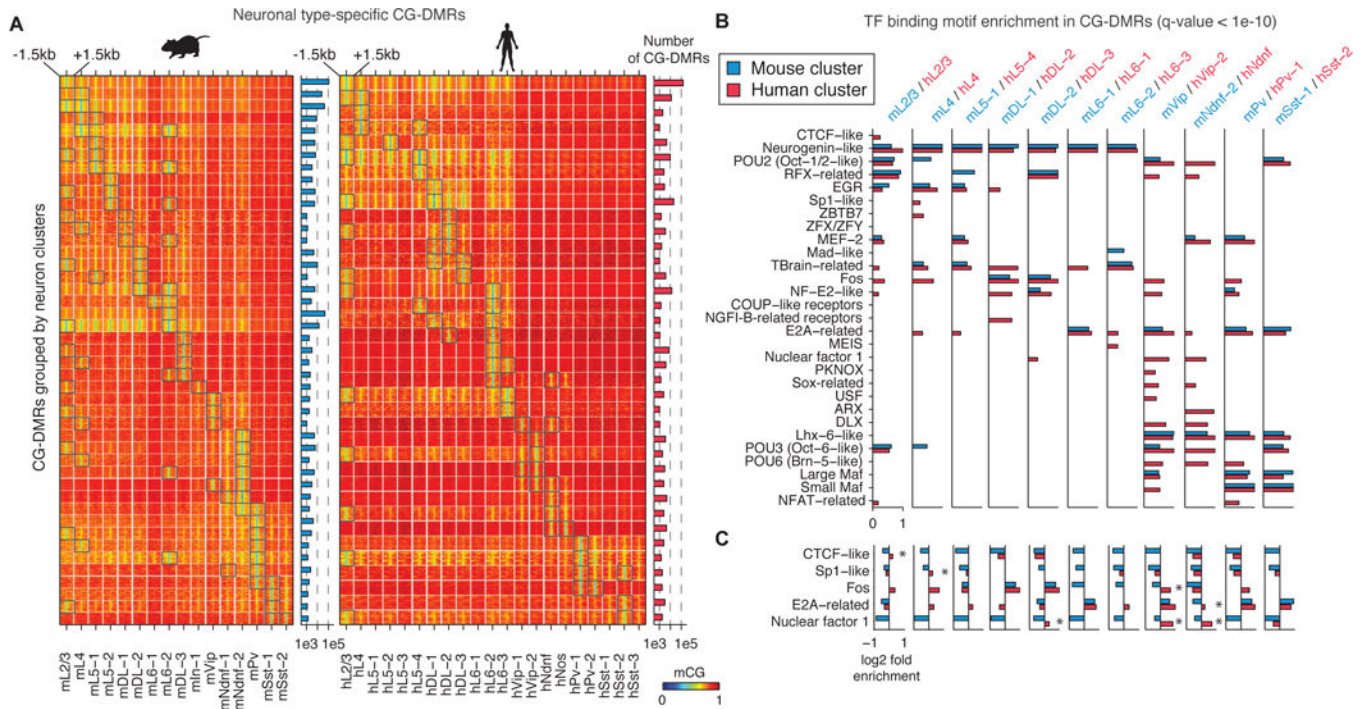 A
Neuronal type-specific CG-DMRs
-1.5kb
+1.5kb
-1.5kb
+1.5kb
Number
of CG-DMRs
CG-DMRs grouped by neuron clusters
1e3 1e5
1e3 1e5
mL2/3
mL4
mL5-1
mL5-2
mDL-1
mDL-2
mL6-1
mL6-2
mDL-3
mIn-1
mVip
mNdnf-1
mNdnf-2
mPv
mSst-1
mSst-2
hL2/3
hL4
hL5-1
hL5-2
hL5-3
hL5-4
hDL-1
hDL-2
hDL-3
hL6-1
hL6-2
hL6-3
hVip-1
hVip-2
hNdnf
hNos
hPv-1
hPv-2
hSst-1
hSst-2
hSst-3
mCG
0 1
B
TF binding motif enrichment in CG-DMRs (q-value < 1e-10)
Mouse cluster
Human cluster
mL2/3 / hL2/3
mL4 / hL4
mL5-1 / hL5-4
mDL-1 / hDL-2
mDL-2 / hDL-3
mL6-1 / hL6-1
mL6-2 / hL6-3
mVip / hVip-2
mNdnf-2 / hNdnf
mPv / hPv-1
mSst-1 / hSst-2
CTCF-like
Neurogenin-like
POU2 (Oct-1/2-like)
RFX-related
EGR
Sp1-like
ZBTB7
ZFX/ZFY
MEF-2
Mad-like
TBrain-related
Fos
NF-E2-like
COUP-like receptors
NGFI-B-related receptors
E2A-related
MEIS
Nuclear factor 1
PKNOX
Sox-related
USF
ARX
DLX
Lhx-6-like
POU3 (Oct-6-like)
POU6 (Brn-5-like)
Large Maf
Small Maf
NFAT-related
0 1
C
CTCF-like *
Sp1-like *
Fos *
E2A-related *
Nuclear factor 1 * * *
-1 1
log2 fold
enrichment